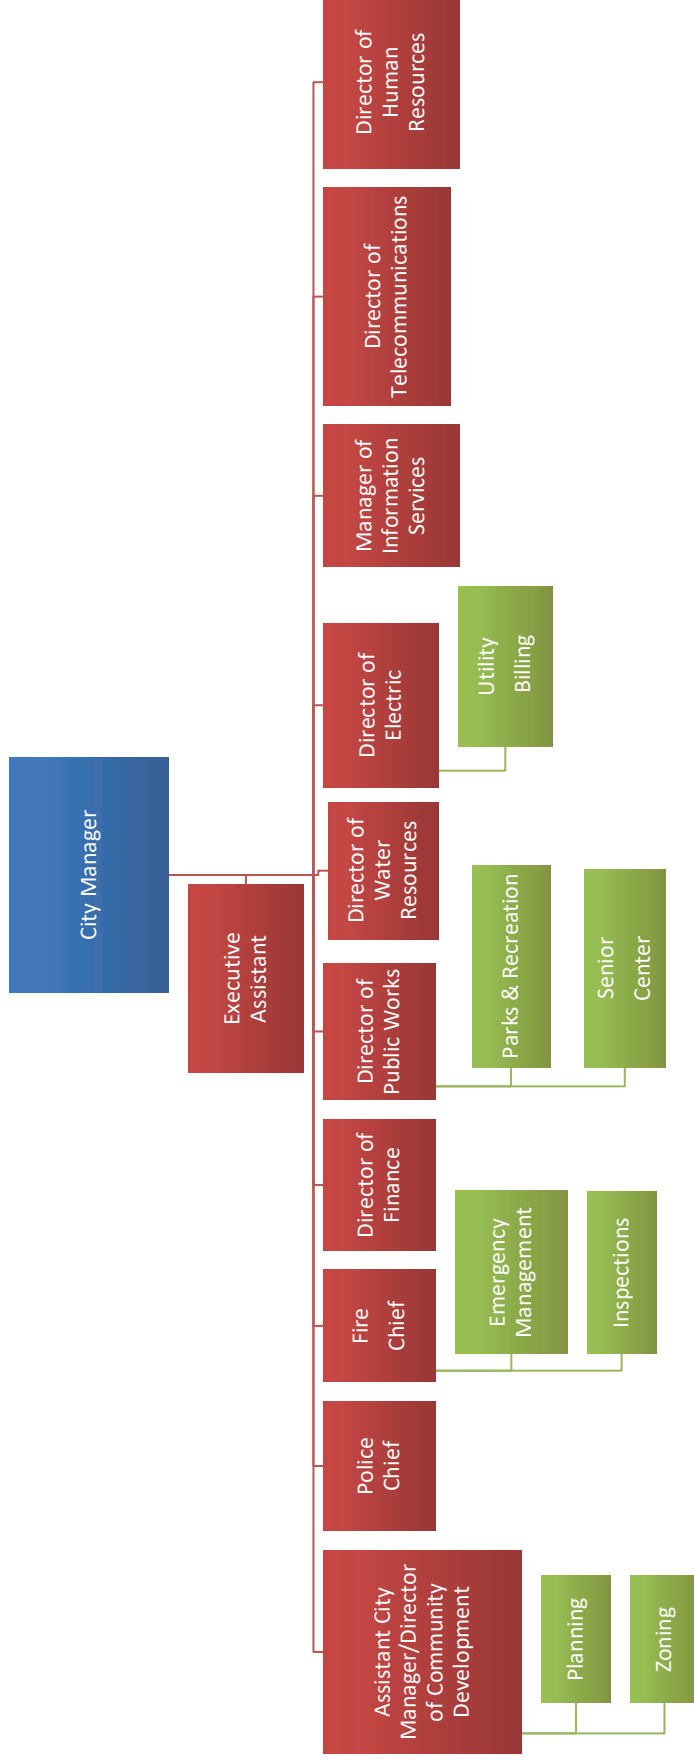 City Manager
Executive
Assistant
Assistant City
Manager/Director
of Community
Development
Police
Chief
Fire
Chief
Director of
Finance
Director of
Public Works
Director of
Water
Resources
Director of
Electric
Manager of
Information
Services
Director of
Telecommunications
Director of
Human
Resources
Planning
Zoning
Emergency
Management
Inspections
Parks & Recreation
Senior
Center
Utility
Billing